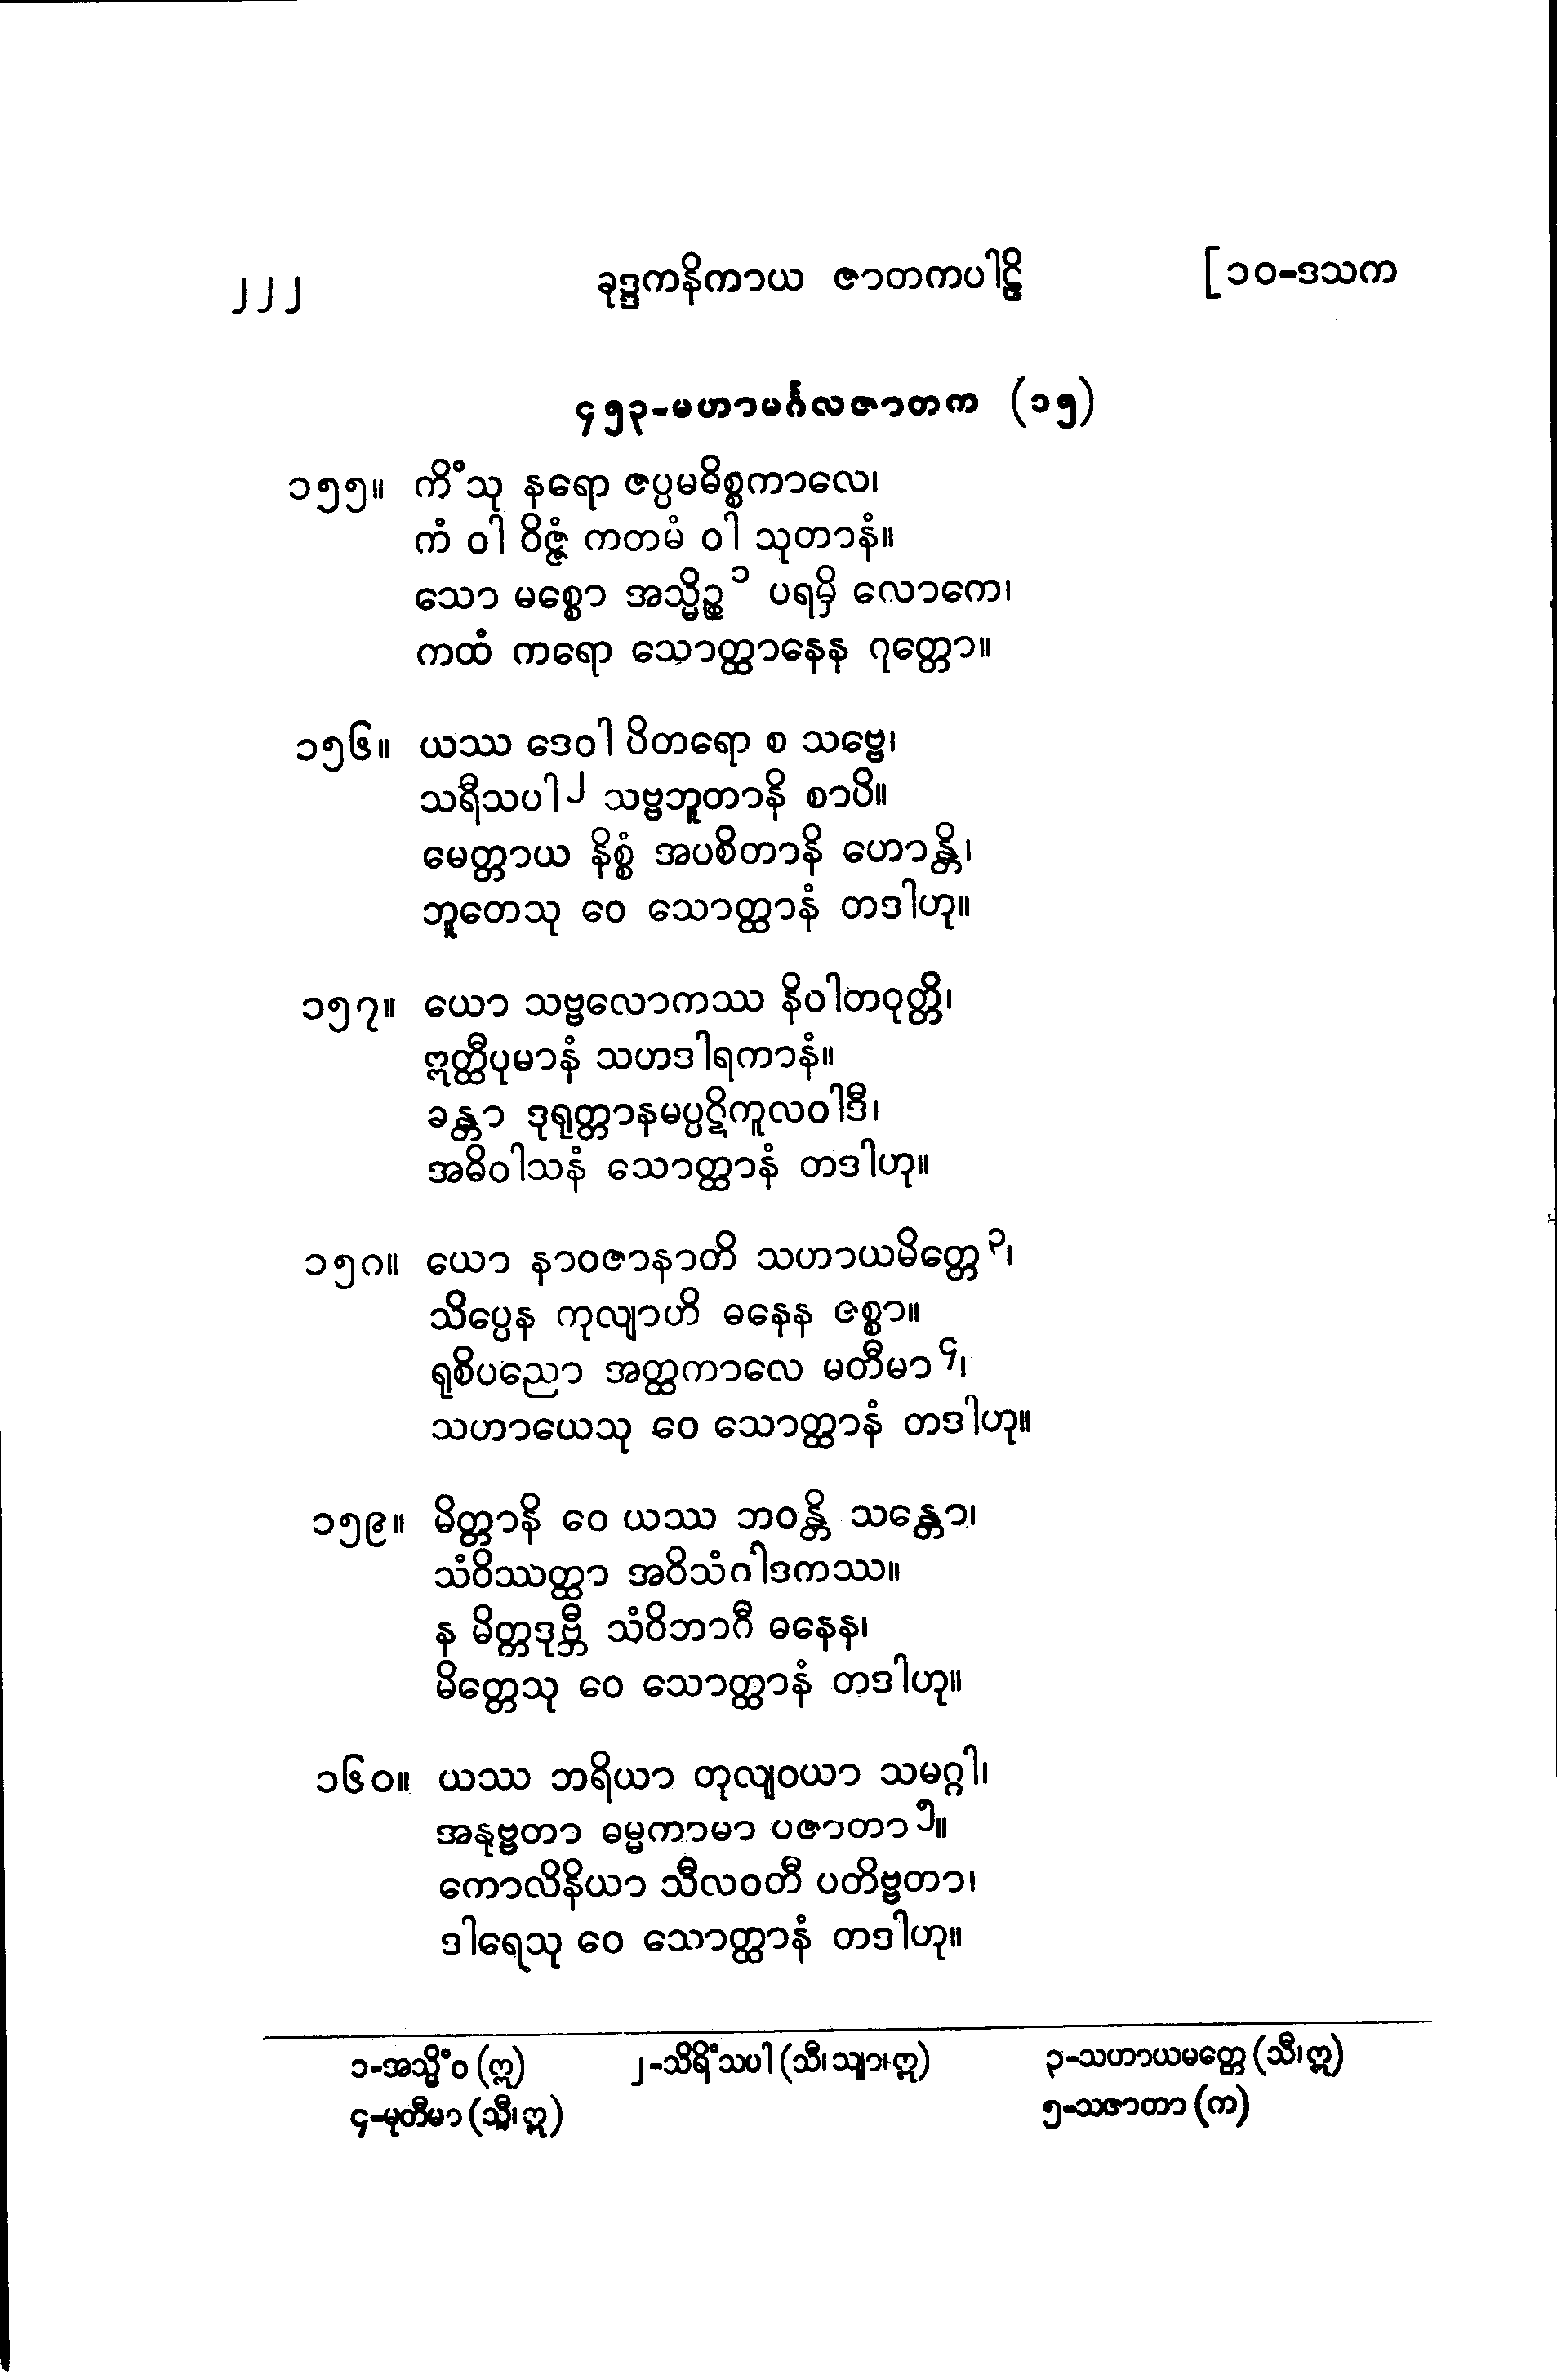 ၂၂၂ ခုဒ္ဒကနိကာယ ဇာတကပါဠိ [၁၀-ဒသက
၄၅၃-မဟာမင်္ဂလဇာတက (၁၅)
၁၅၅။ ကိံသု နရော ဇပ္ပမဓိစ္စကာလေ၊
ကံ ဝါ ဝိဇ္ဇံ ကတမံ ဝါ သုတာနံ။
သော မစ္စော အသ္မိဉ္စ ၁ ပရမှိ လောကေ၊
ကထံ ကရော သောတ္ထာနေန ဂုတ္တော။
၁၅၆။ ယဿ ဒေဝါ ပိတရော စ သဗ္ဗေ၊
သရီသပါ ၂ သဗ္ဗဘူတာနိ စာပိ။
မေတ္တာယ နိစ္စံ အပစိတာနိ ဟောန္တိ၊
ဘူတေသု ဝေ သောတ္ထာနံ တဒါဟု။
၁၅၇။ ယော သဗ္ဗလောကဿ နိဝါတဝုတ္တိ၊
ဣတ္ထီပုမာနံ သဟဒါရကာနံ။
ခန္တာ ဒုရုတ္တာနမပ္ပဋိကူလဝါဒီ၊
အဓိဝါသနံ သောတ္ထာနံ တဒါဟု။
၁၅၈။ ယော နာဝဇာနာတိ သဟာယမိတ္တေ ၃၊
သိပ္ပေန ကုလျာဟိ ဓနေန ဇစ္စာ။
ရုစိပညော အတ္ထကာလေ မတီမာ ၄၊
သဟာယေသု ဝေ သောတ္ထာနံ တဒါဟု။
၁၅၉။ မိတ္တာနိ ဝေ ယဿ ဘဝန္တိ သန္တော၊
သံဝိဿတ္ထာ အဝိသံဝါဒကဿ။
န မိတ္တဒုဗ္ဘီ သံဝိဘာဂီ ဓနေန၊
မိတ္တေသု ဝေ သောတ္ထာနံ တဒါဟု။
၁၆၀။ ယဿ ဘရိယာ တုလျဝယာ သမဂ္ဂါ၊
အနုဗ္ဗတာ ဓမ္မကာမာ ပဇာတာ ၅။
ကောလိနိယာ သီလဝတီ ပတိဗ္ဗတာ၊
ဒါရေသု ဝေ သောတ္ထာနံ တဒါဟု။
၁-အသ္မိံဝ (ဣ) ၂-သိရိံသပါ (သီ၊ သျာ၊ ဣ) ၃-သဟာယမတ္တေ (သီ၊ ဣ)
၄-မုတီမာ (သီ၊ ဣ) ၅-သဇာတာ (က)